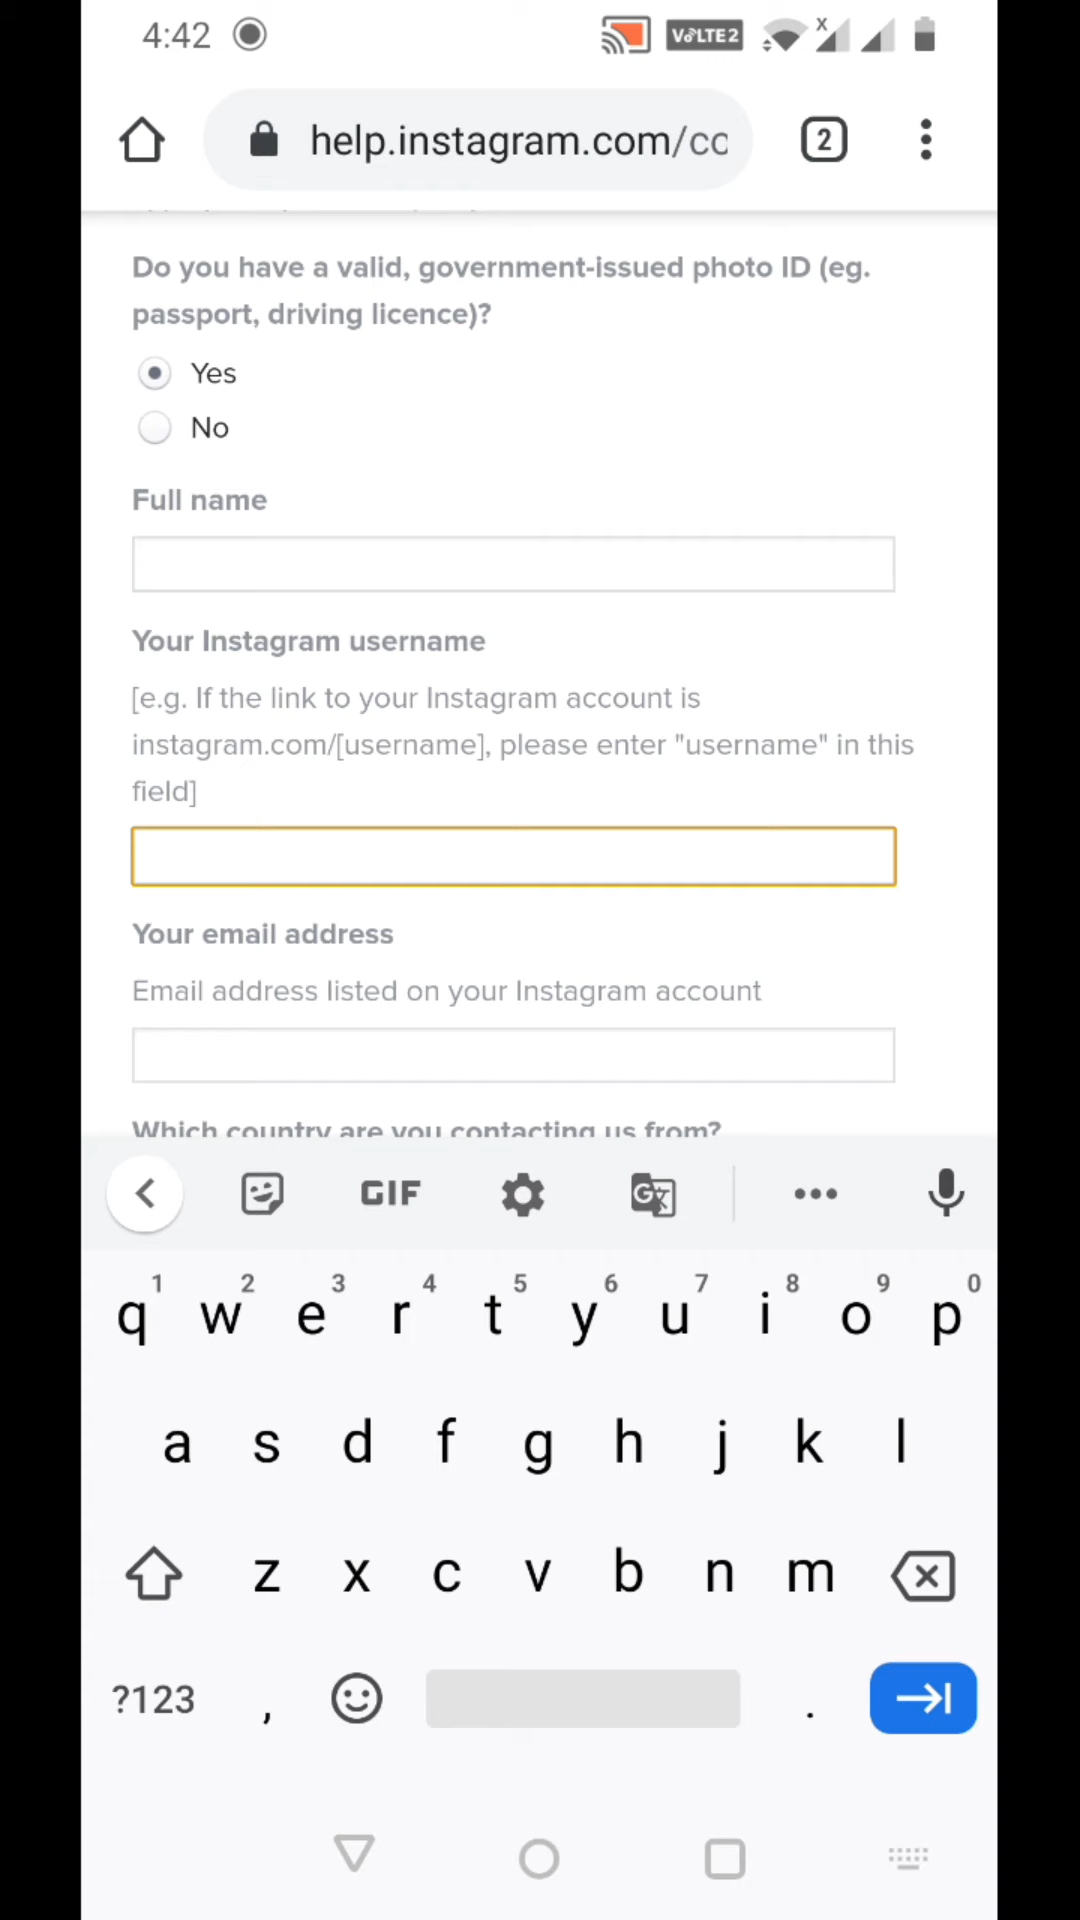 4:42
VoLTE2
x
help.instagram.com/cc
2
Do you have a valid, government-issued photo ID (eg.
passport, driving licence)?
Yes
No
Full name
Your Instagram username
[e.g. If the link to your Instagram account is
instagram.com/[username], please enter "username" in this
field]
Your email address
Email address listed on your Instagram account
Which country are you contacting us from?
GIF
G
1 2 3 4 5 6 7 8 9 0
q w e r t y u i o p
a s d f g h j k l
z x c v b n m
?123 , .